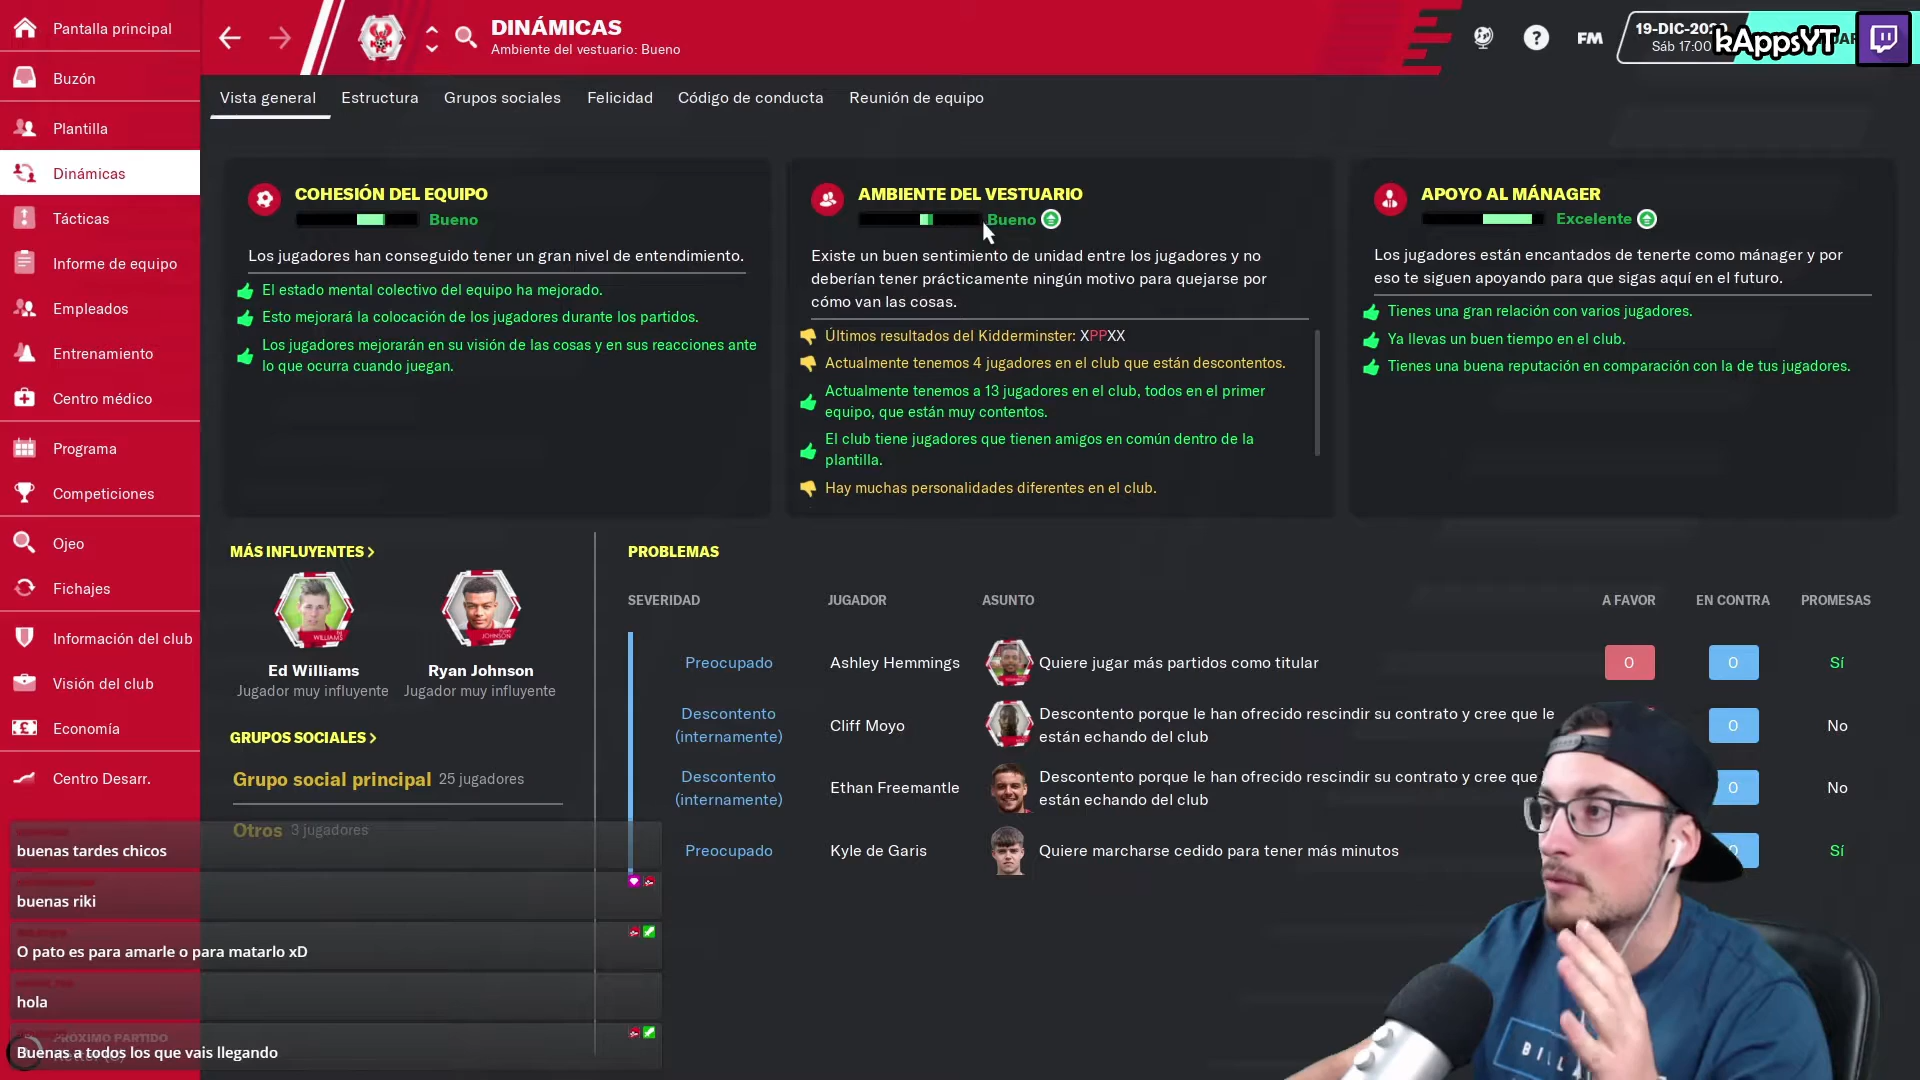 Pantalla principal
Buzón
Plantilla
Dinámicas
Tácticas
Informe de equipo
Empleados
Entrenamiento
Centro médico
Programa
Competiciones
Ojeo
Fichajes
Información del club
Visión del club
Economía
Centro Desarr.
DINÁMICAS
Ambiente del vestuario: Bueno
FM
Sáb 17:00
kAppsYT
Vista general
Estructura
Grupos sociales
Felicidad
Código de conducta
Reunión de equipo
COHESIÓN DEL EQUIPO
Bueno
Los jugadores han conseguido tener un gran nivel de entendimiento.
El estado mental colectivo del equipo ha mejorado.
Esto mejorará la colocación de los jugadores durante los partidos.
Los jugadores mejorarán en su visión de las cosas y en sus reacciones ante
lo que ocurra cuando juegan.
AMBIENTE DEL VESTUARIO
Bueno
Existe un buen sentimiento de unidad entre los jugadores y no
deberían tener prácticamente ningún motivo para quejarse por
cómo van las cosas.
Últimos resultados del Kidderminster: XPPXX
Actualmente tenemos 4 jugadores en el club que están descontentos.
Actualmente tenemos a 13 jugadores en el club, todos en el primer
equipo, que están muy contentos.
El club tiene jugadores que tienen amigos en común dentro de la
plantilla.
Hay muchas personalidades diferentes en el club.
APOYO AL MÁNAGER
Excelente
Los jugadores están encantados de tenerte como mánager y por
eso te siguen apoyando para que sigas aquí en el futuro.
Tienes una gran relación con varios jugadores.
Ya llevas un buen tiempo en el club.
Tienes una buena reputación en comparación con la de tus jugadores.
MÁS INFLUYENTES >
WILLIAMS
JOHNSON
Ed Williams
Jugador muy influyente
Ryan Johnson
Jugador muy influyente
GRUPOS SOCIALES >
Grupo social principal 25 jugadores
Otros 3 jugadores
PROBLEMAS
SEVERIDAD
JUGADOR
ASUNTO
A FAVOR
EN CONTRA
PROMESAS
Preocupado
Ashley Hemmings
Quiere jugar más partidos como titular
0
0
Sí
Descontento
(internamente)
Cliff Moyo
Descontento porque le han ofrecido rescindir su contrato y cree que le
están echando del club
0
No
Descontento
(internamente)
Ethan Freemantle
Descontento porque le han ofrecido rescindir su contrato y cree que
están echando del club
0
No
Preocupado
Kyle de Garis
Quiere marcharse cedido para tener más minutos
0
Sí
buenas tardes chicos
buenas riki
O pato es para amarle o para matarlo xD
hola
PRÓXIMO PARTIDO
Buenas a todos los que vais llegando